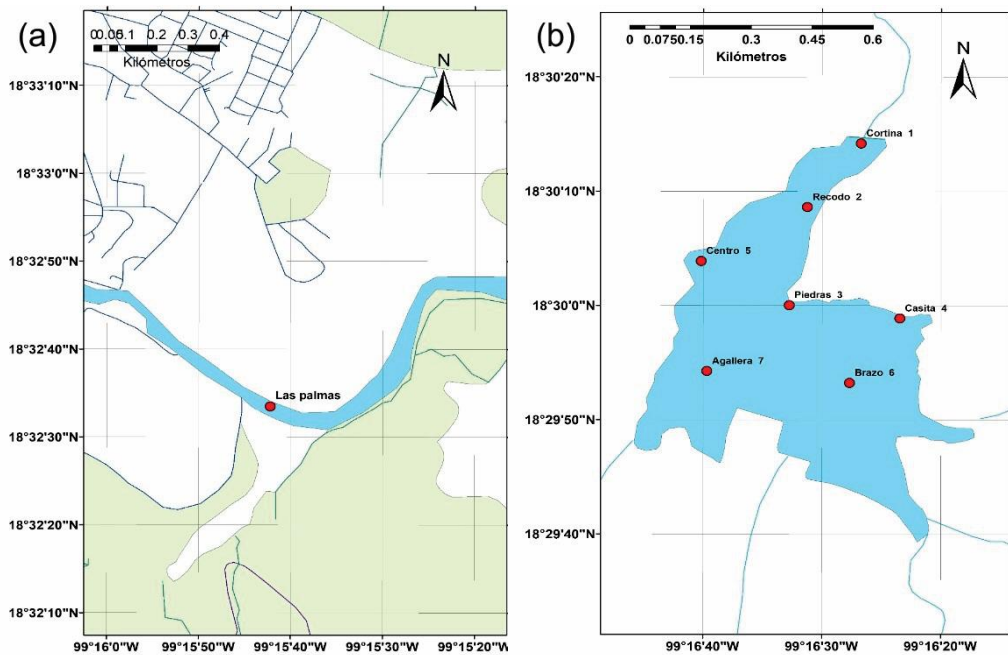 (a)
0 0.05 0.1 0.2 0.3 0.4
Kilómetros
N
18°33'10"N
18°33'0"N
18°32'50"N
18°32'40"N
18°32'30"N
18°32'20"N
18°32'10"N
Las palmas
99°16'0"W 99°15'50"W 99°15'40"W 99°15'30"W 99°15'20"W
(b)
0 0.075 0.15 0.3 0.45 0.6
Kilómetros
N
18°30'20"N
18°30'10"N
18°30'0"N
18°29'50"N
18°29'40"N
Cortina 1
Recodo 2
Centro 5
Piedras 3
Casita 4
Agallera 7
Brazo 6
99°16'40"W 99°16'30"W 99°16'20"W